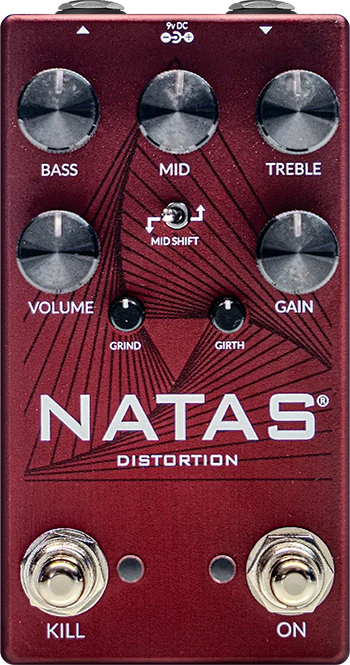 9v DC
BASS MID TREBLE
MID SHIFT
VOLUME GAIN
GRIND GIRTH
NATAS®
DISTORTION
KILL ON